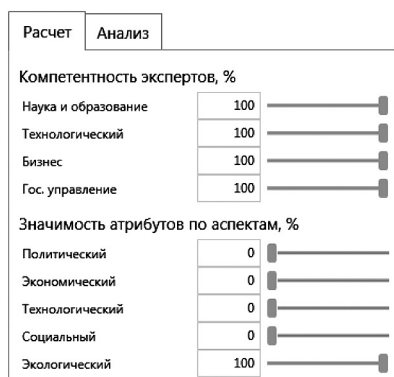 Расчет Анализ
Компетентность экспертов, %
Наука и образование 100
Технологический 100
Бизнес 100
Гос. управление 100
Значимость атрибутов по аспектам, %
Политический 0
Экономический 0
Технологический 0
Социальный 0
Экологический 100